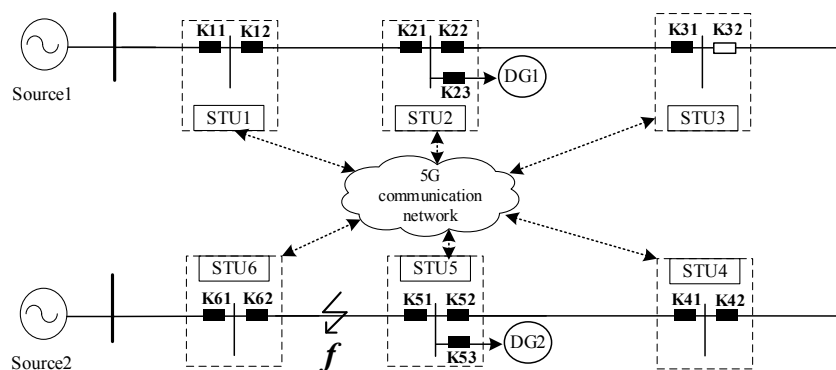 K11 K12 K21 K22 K31 K32
K23 DG1
Source1
STU1 STU2 STU3
5G
communication
network
STU6 STU5 STU4
K61 K62 K51 K52 K41 K42
K53 DG2
Source2
f